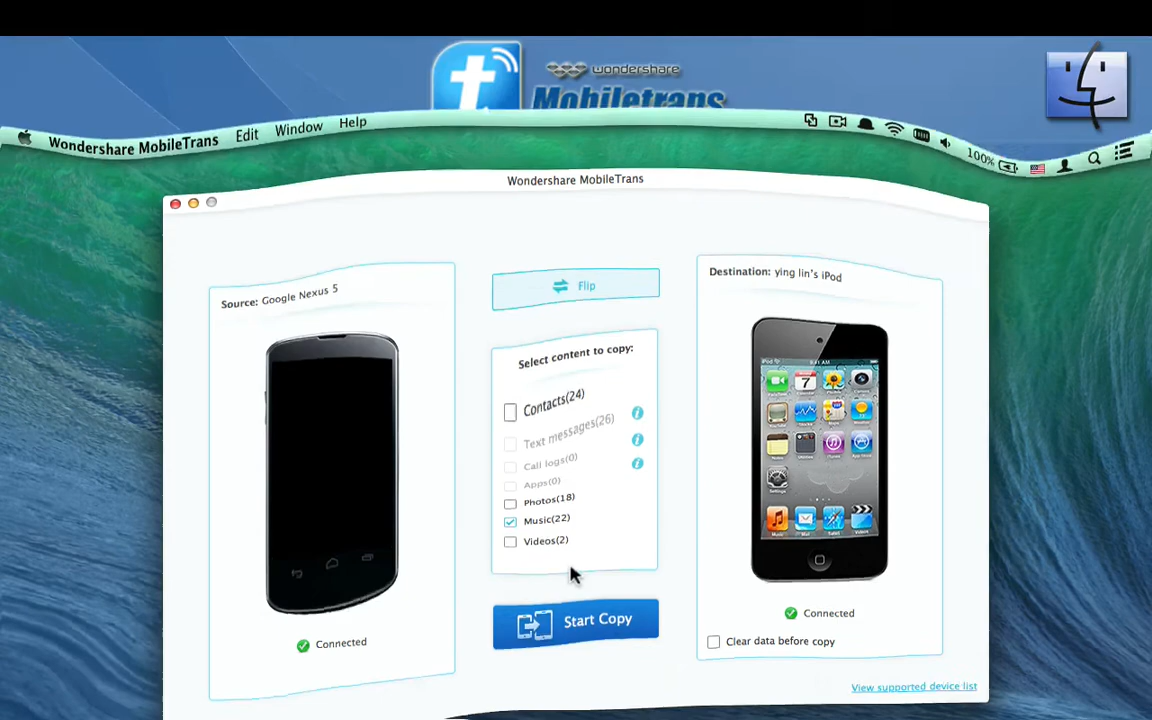 wondershare
Mobiletrans
Wondershare MobileTrans Edit Window Help 100%
Wondershare MobileTrans
Source: Google Nexus 5
Connected
Flip
Select content to copy:
Contacts(24)
Text messages(26)
Call logs(0)
Apps(0)
Photos(18)
Music(22)
Videos(2)
Start Copy
Destination: ying lin's iPod
Connected
Clear data before copy
View supported device list